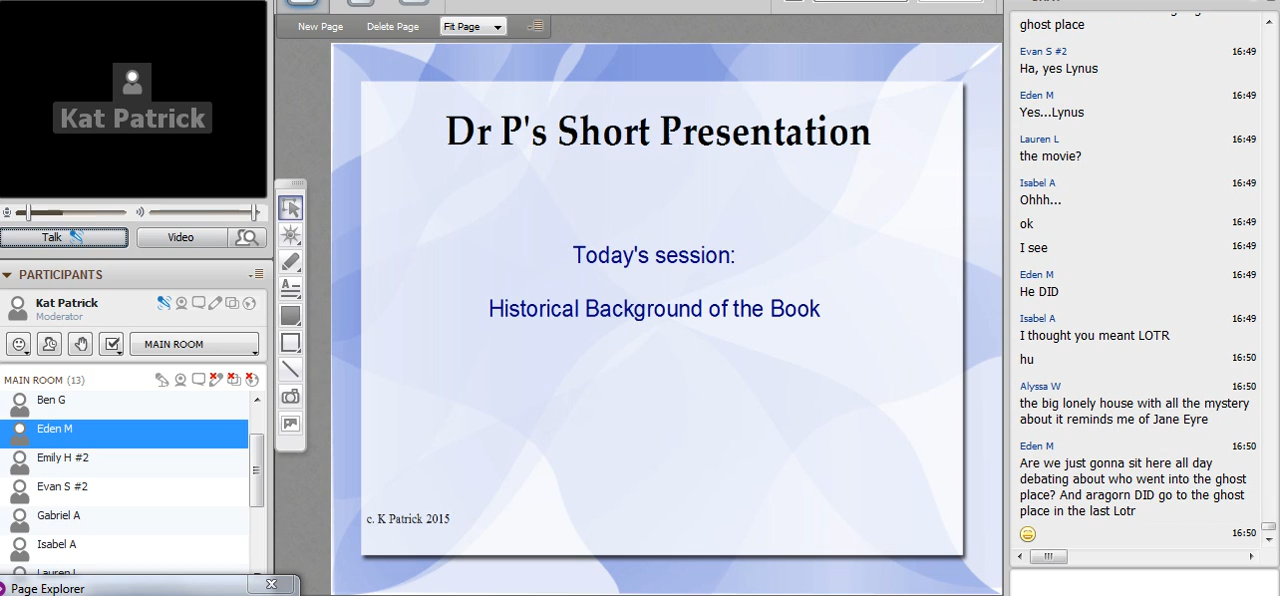 Kat Patrick
Talk
Video
PARTICIPANTS
Kat Patrick
Moderator
MAIN ROOM
MAIN ROOM (13)
Ben G
Eden M
Emily H #2
Evan S #2
Gabriel A
Isabel A
Lauren L
Page Explorer
New Page
Delete Page
Fit Page
Dr P's Short Presentation
Today's session:
Historical Background of the Book
c. K Patrick 2015
ghost place
Evan S #2 16:49
Ha, yes Lynus
Eden M 16:49
Yes...Lynus
Lauren L 16:49
the movie?
Isabel A 16:49
Ohhh...
ok 16:49
I see 16:49
Eden M 16:49
He DID
Isabel A 16:49
I thought you meant LOTR
hu 16:50
Alyssa W 16:50
the big lonely house with all the mystery
about it reminds me of Jane Eyre
Eden M 16:50
Are we just gonna sit here all day
debating about who went into the ghost
place? And aragorn DID go to the ghost
place in the last Lotr
16:50